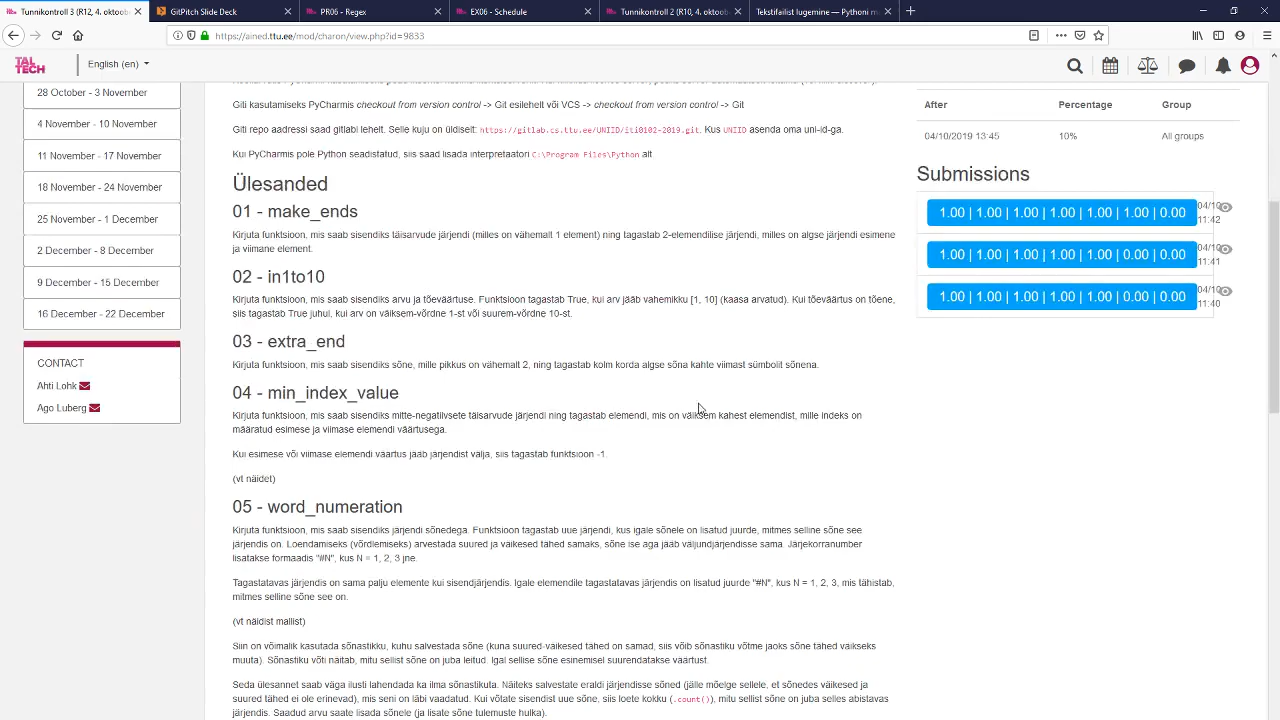 Tunnikontroll 3 (R12, 4. oktoob
GitPitch Slide Deck
PR06 - Regex
EX06 - Schedule
Tunnikontroll 2 (R10, 4. oktoob
Tekstifailist lugemine — Pythoni m
https://ained.ttu.ee/mod/charon/view.php?id=9833
TAL
TECH
English (en)
28 October - 3 November
4 November - 10 November
11 November - 17 November
18 November - 24 November
25 November - 1 December
2 December - 8 December
9 December - 15 December
16 December - 22 December
CONTACT
Ahti Lohk
Ago Luberg
Giti kasutamiseks PyCharmis checkout from version control -> Git esilehelt või VCS -> checkout from version control -> Git
Giti repo aadressi saad gitlabi lehelt. Selle kuju on üldiselt: https://gitlab.cs.ttu.ee/UNIID/iti0102-2019.git. Kus UNIID asenda oma uni-id-ga.
Kui PyCharmis pole Python seadistatud, siis saad lisada interpretaatori C:\Program Files\Python alt
Ülesanded
01 - make_ends
Kirjuta funktsioon, mis saab sisendiks täisarvude järjendi (milles on vähemalt 1 element) ning tagastab 2-elemendilise järjendi, milles on algse järjendi esimene
ja viimane element.
02 - in1to10
Kirjuta funktsioon, mis saab sisendiks arvu ja tõeväärtuse. Funktsioon tagastab True, kui arv jääb vahemikku [1, 10] (kaasa arvatud). Kui tõeväärtus on tõene,
siis tagastab True juhul, kui arv on väiksem-võrdne 1-st või suurem-võrdne 10-st.
03 - extra_end
Kirjuta funktsioon, mis saab sisendiks sõne, mille pikkus on vähemalt 2, ning tagastab kolm korda algse sõna kahte viimast sümbolit sõnena.
04 - min_index_value
Kirjuta funktsioon, mis saab sisendiks mitte-negatiivsete täisarvude järjendi ning tagastab elemendi, mis on väiksem kahest elemendist, mille indeks on
määratud esimese ja viimase elemendi väärtusega.
Kui esimese või viimase elemendi väärtus jääb järjendist välja, siis tagastab funktsioon -1.
(vt näidet)
05 - word_numeration
Kirjuta funktsioon, mis saab sisendiks järjendi sõnedega. Funktsioon tagastab uue järjendi, kus igale sõnele on lisatud juurde, mitmes selline sõne see
järjendis on. Loendamiseks (võrdlemiseks) arvestada suured ja väikesed tähed samaks, sõne ise aga jääb väljundjärjendisse sama. Järjekorranumber
lisatakse formaadis "#N", kus N = 1, 2, 3 jne.
Tagastatavas järjendis on sama palju elemente kui sisendjärjendis. Igale elemendile tagastatavas järjendis on lisatud juurde "#N", kus N = 1, 2, 3, mis tähistab,
mitmes selline sõne see on.
(vt näidist mallist)
Siin on võimalik kasutada sõnastikku, kuhu salvestada sõne (kuna suured-väikesed tähed on samad, siis võib sõnastiku võtme jaoks sõne tähed väikseks
muuta). Sõnastiku võti näitab, mitu sellist sõne on juba leitud. Igal sellise sõne esinemisel suurendatakse väärtust.
Seda ülesannet saab väga ilusti lahendada ka ilma sõnastikuta. Näiteks salvestate eraldi järjendisse sõned (jälle mõelge sellele, et sõnedes väikesed ja
suured tähed ei ole erinevad), mis seni on läbi vaadatud. Kui võtate sisendist uue sõne, siis loete kokku (.count()), mitu sellist sõne on juba selles abistavas
järjendis. Saadud arvu saate lisada sõnele (ja lisate sõne tulemuste hulka).
After Percentage Group
04/10/2019 13:45 10% All groups
Submissions
1.00 | 1.00 | 1.00 | 1.00 | 1.00 | 1.00 | 0.00 04/10 11:42
1.00 | 1.00 | 1.00 | 1.00 | 1.00 | 0.00 | 0.00 04/10 11:41
1.00 | 1.00 | 1.00 | 1.00 | 1.00 | 0.00 | 0.00 04/10 11:40